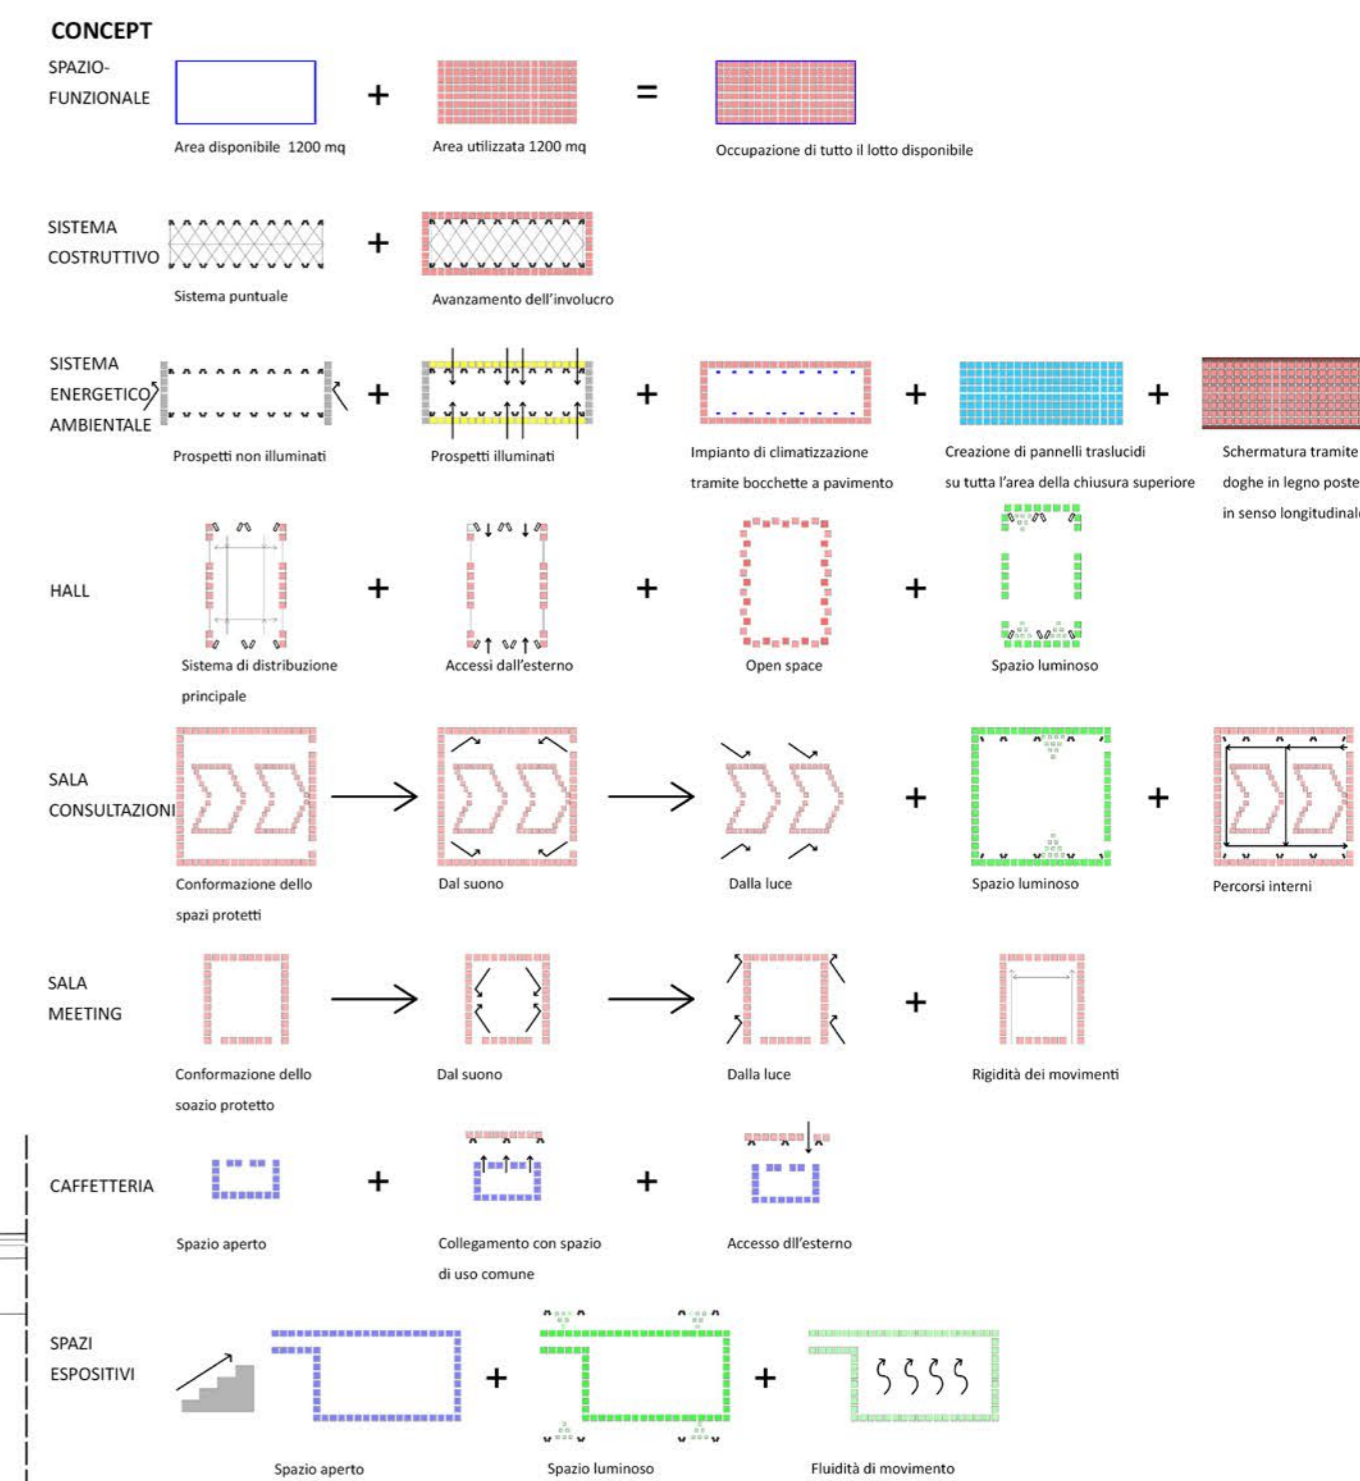 CONCEPT
SPAZIO-
FUNZIONALE
Area disponibile 1200 mq
Area utilizzata 1200 mq
Occupazione di tutto il lotto disponibile
SISTEMA
COSTRUTTIVO
Sistema puntuale
Avanzamento dell'involucro
SISTEMA
ENERGETICO
AMBIENTALE
Prospetti non illuminati
Prospetti illuminati
Impianto di climatizzazione
tramite bocchette a pavimento
Creazione di pannelli traslucidi
su tutta l'area della chiusura superiore
Schermatura tramite
doghe in legno poste
in senso longitudinale
HALL
Sistema di distribuzione
principale
Accessi dall'esterno
Open space
Spazio luminoso
SALA
CONSULTAZIONI
Conformazione dello
spazi protetti
Dal suono
Dalla luce
Spazio luminoso
Percorsi interni
SALA
MEETING
Conformazione dello
soazio protetto
Dal suono
Dalla luce
Rigidità dei movimenti
CAFFETTERIA
Spazio aperto
Collegamento con spazio
di uso comune
Accesso dll'esterno
SPAZI
ESPOSITIVI
Spazio aperto
Spazio luminoso
Fluidità di movimento